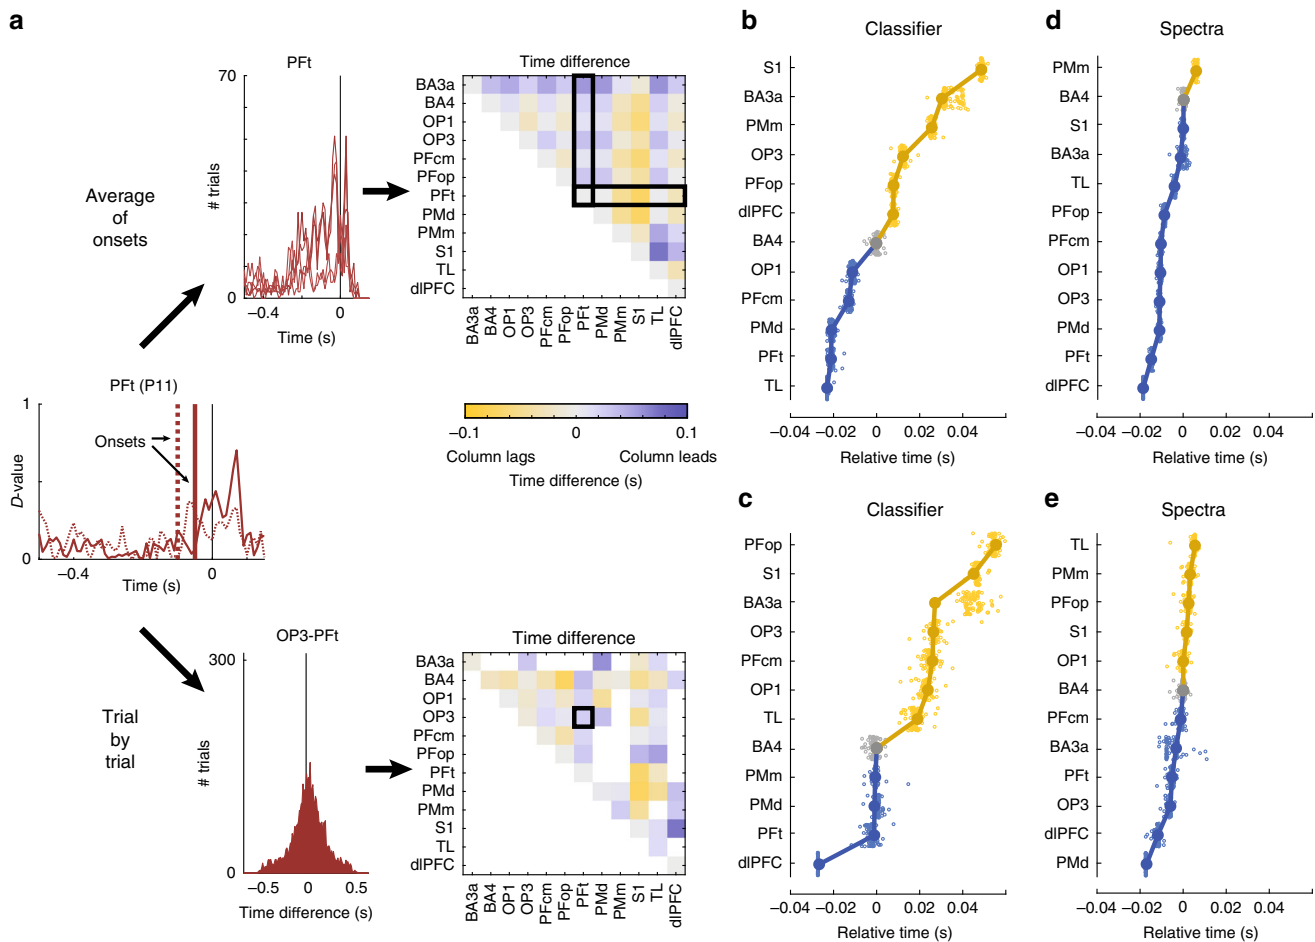 a
PFt
70
# trials
0
−0.4
0
Time (s)
Average
of
onsets
Time difference
BA3a
BA4
OP1
OP3
PFcm
PFop
PFt
PMd
PMm
S1
TL
dlPFC
BA3a
BA4
OP1
OP3
PFcm
PFop
PFt
PMd
PMm
S1
TL
dlPFC
−0.1
0
0.1
Column lags
Column leads
Time difference (s)
PFt (P11)
1
Onsets
D-value
0
−0.4
0
Time (s)
Trial
by
trial
OP3-PFt
300
# trials
0
−0.5
0
0.5
Time difference (s)
Time difference
BA3a
BA4
OP1
OP3
PFcm
PFop
PFt
PMd
PMm
S1
TL
dlPFC
BA3a
BA4
OP1
OP3
PFcm
PFop
PFt
PMd
PMm
S1
TL
dlPFC
b
Classifier
S1
BA3a
PMm
OP3
PFop
dlPFC
BA4
OP1
PFcm
PMd
PFt
TL
−0.04
−0.02
0
0.02
0.04
Relative time (s)
d
Spectra
PMm
BA4
S1
BA3a
TL
PFop
PFcm
OP1
OP3
PMd
PFt
dlPFC
−0.04
−0.02
0
0.02
0.04
Relative time (s)
c
Classifier
PFop
S1
BA3a
OP3
PFcm
OP1
TL
BA4
PMm
PMd
PFt
dlPFC
−0.04
−0.02
0
0.02
0.04
Relative time (s)
e
Spectra
TL
PMm
PFop
S1
OP1
BA4
PFcm
BA3a
PFt
OP3
dlPFC
PMd
−0.04
−0.02
0
0.02
0.04
Relative time (s)